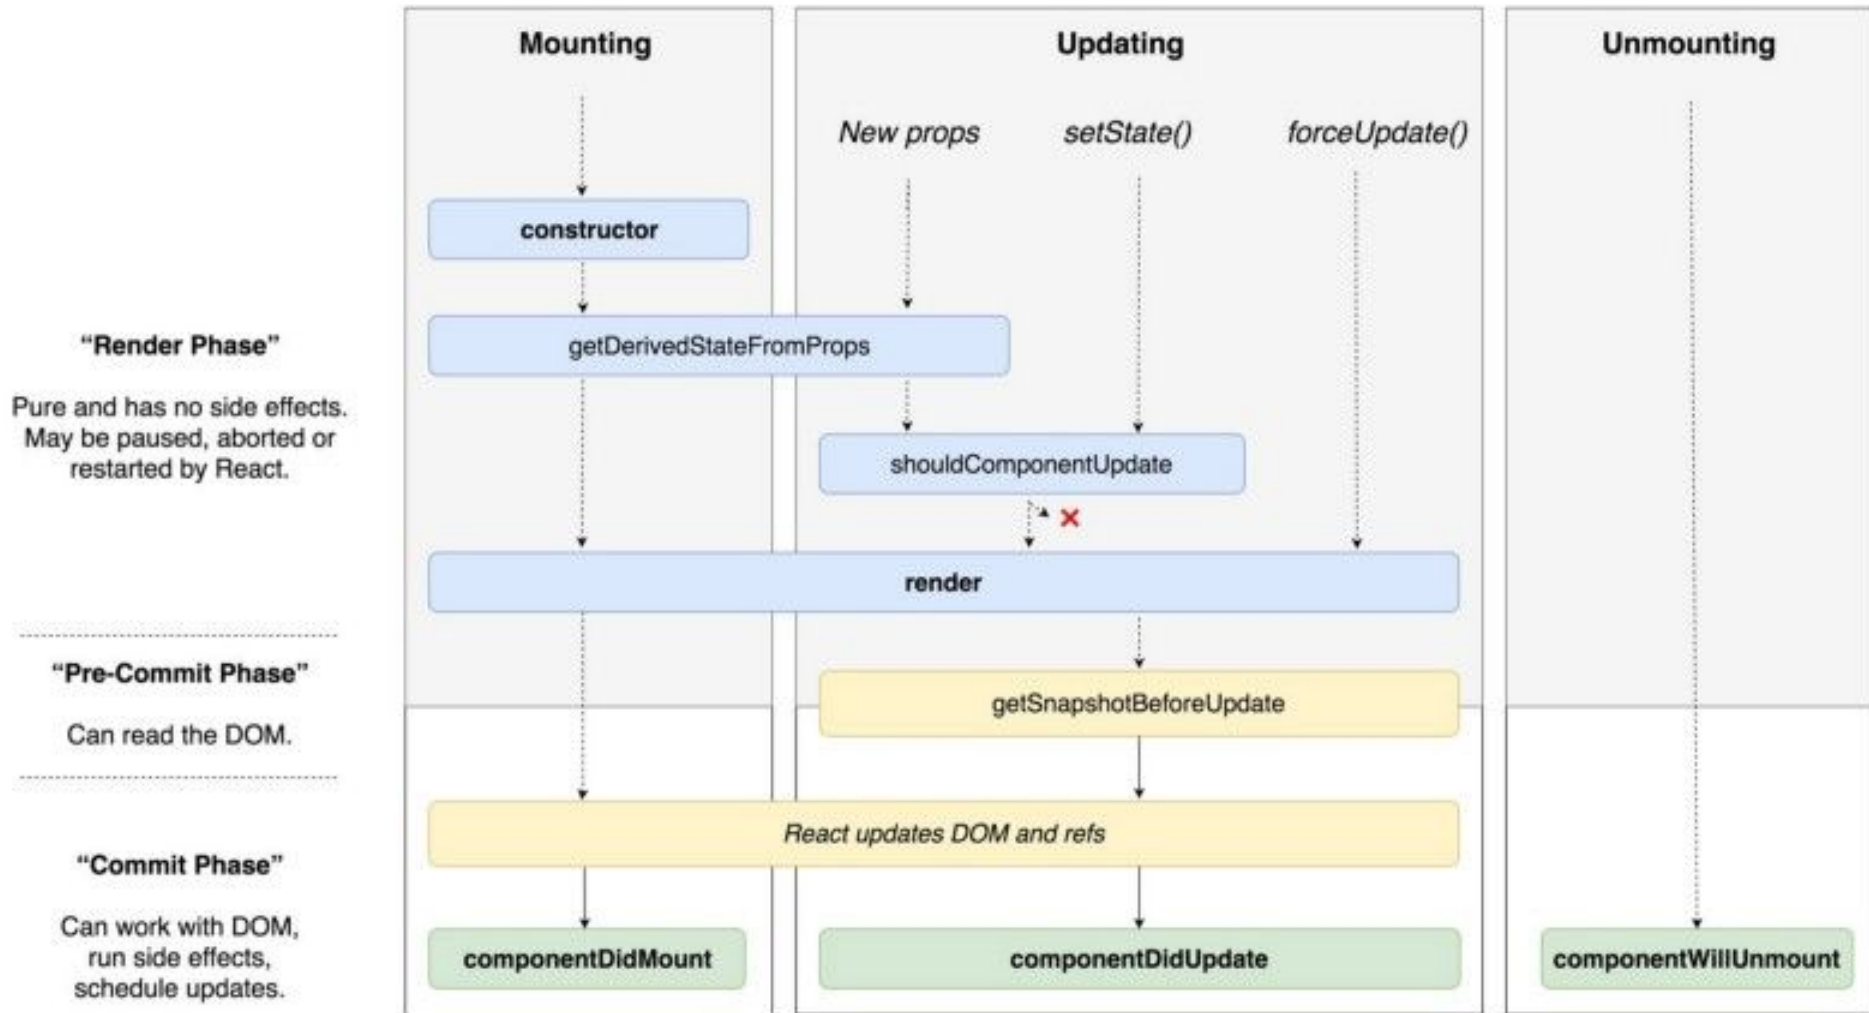 Mounting
Updating
Unmounting
New props
setState()
forceUpdate()
constructor
“Render Phase”
getDerivedStateFromProps
Pure and has no side effects.
May be paused, aborted or
restarted by React.
shouldComponentUpdate
render
“Pre-Commit Phase”
Can read the DOM.
getSnapshotBeforeUpdate
React updates DOM and refs
“Commit Phase”
Can work with DOM,
run side effects,
schedule updates.
componentDidMount
componentDidUpdate
componentWillUnmount